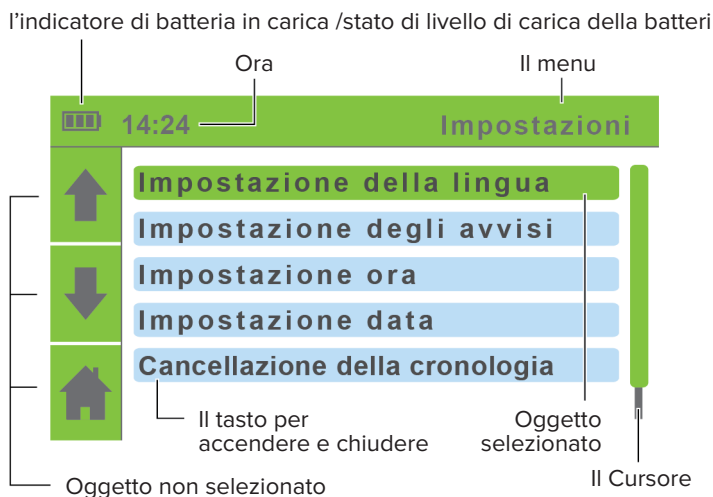 l'indicatore di batteria in carica /stato di livello di carica della batteri
Ora
Il menu
14:24
Impostazioni
Impostazione della lingua
Impostazione degli avvisi
Impostazione ora
Impostazione data
Cancellazione della cronologia
Il tasto per
accendere e chiudere
Oggetto
selezionato
Oggetto non selezionato
Il Cursore